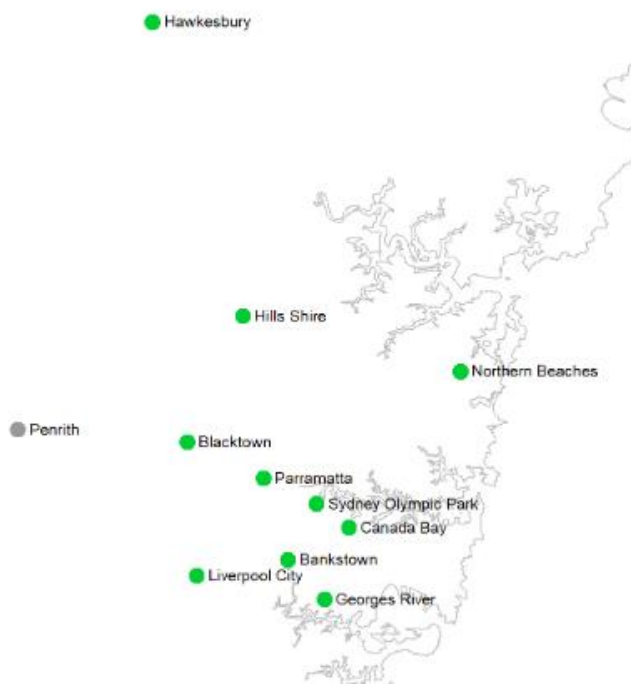 Hawkesbury
Hills Shire
Northern Beaches
Penrith
Blacktown
Parramatta
Sydney Olympic Park
Canada Bay
Bankstown
Liverpool City
Georges River